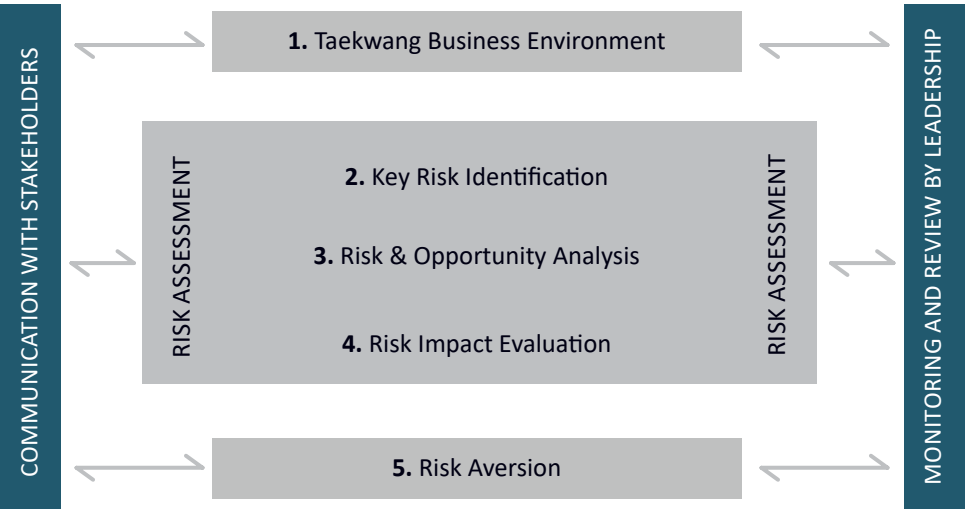 COMMUNICATION WITH STAKEHOLDERS
1. Taekwang Business Environment
RISK ASSESSMENT
2. Key Risk Identification
3. Risk & Opportunity Analysis
4. Risk Impact Evaluation
RISK ASSESSMENT
5. Risk Aversion
MONITORING AND REVIEW BY LEADERSHIP